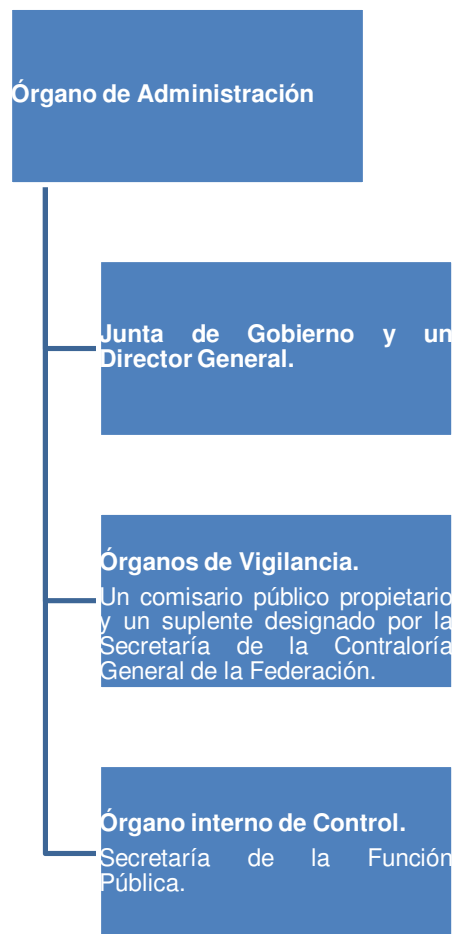 Órgano de Administración
Junta de Gobierno y un
Director General.
Órganos de Vigilancia.
Un comisario público propietario
y un suplente designado por la
Secretaría de la Contraloría
General de la Federación.
Órgano interno de Control.
Secretaría de la Función
Pública.